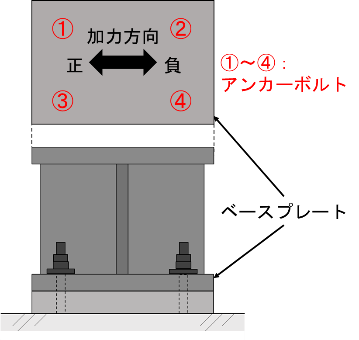 ① ②
加力方向
正 負
③ ④
①～④：
アンカーボルト
ベースプレート